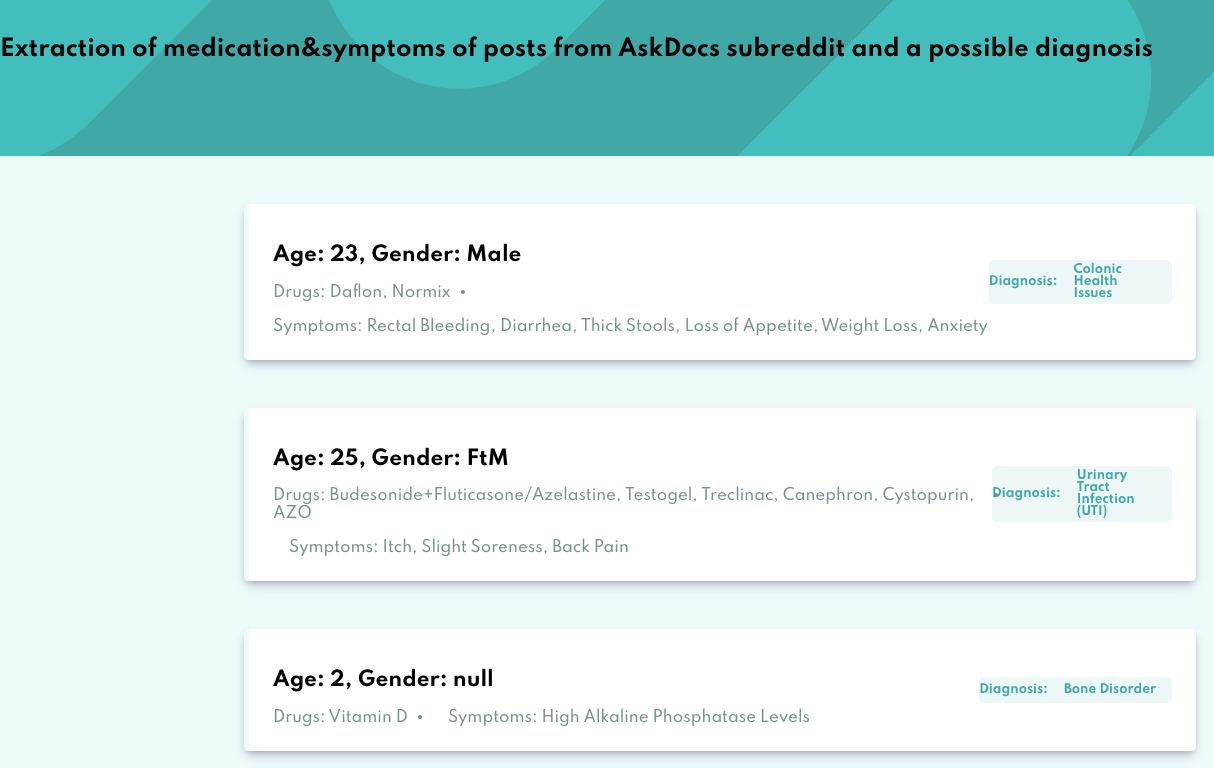 Extraction of medication&symptoms of posts from AskDocs subreddit and a possible diagnosis
Age: 23, Gender: Male
Drugs: Daflon, Normix •
Symptoms: Rectal Bleeding, Diarrhea, Thick Stools, Loss of Appetite, Weight Loss, Anxiety
Diagnosis:
Colonic
Health
Issues
Age: 25, Gender: FtM
Drugs: Budesonide+Fluticasone/Azelastine, Testogel, Treclinac, Canephron, Cystopurin,
AZO
Symptoms: Itch, Slight Soreness, Back Pain
Diagnosis:
Urinary
Tract
Infection
(UTI)
Age: 2, Gender: null
Drugs: Vitamin D • Symptoms: High Alkaline Phosphatase Levels
Diagnosis: Bone Disorder